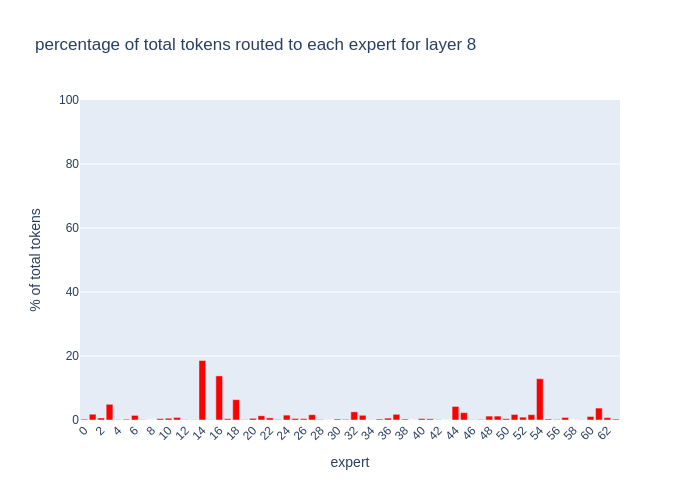 percentage of total tokens routed to each expert for layer 8
100
80
60
40
20
0
% of total tokens
0 2 4 6 8 10 12 14 16 18 20 22 24 26 28 30 32 34 36 38 40 42 44 46 48 50 52 54 56 58 60 62
expert